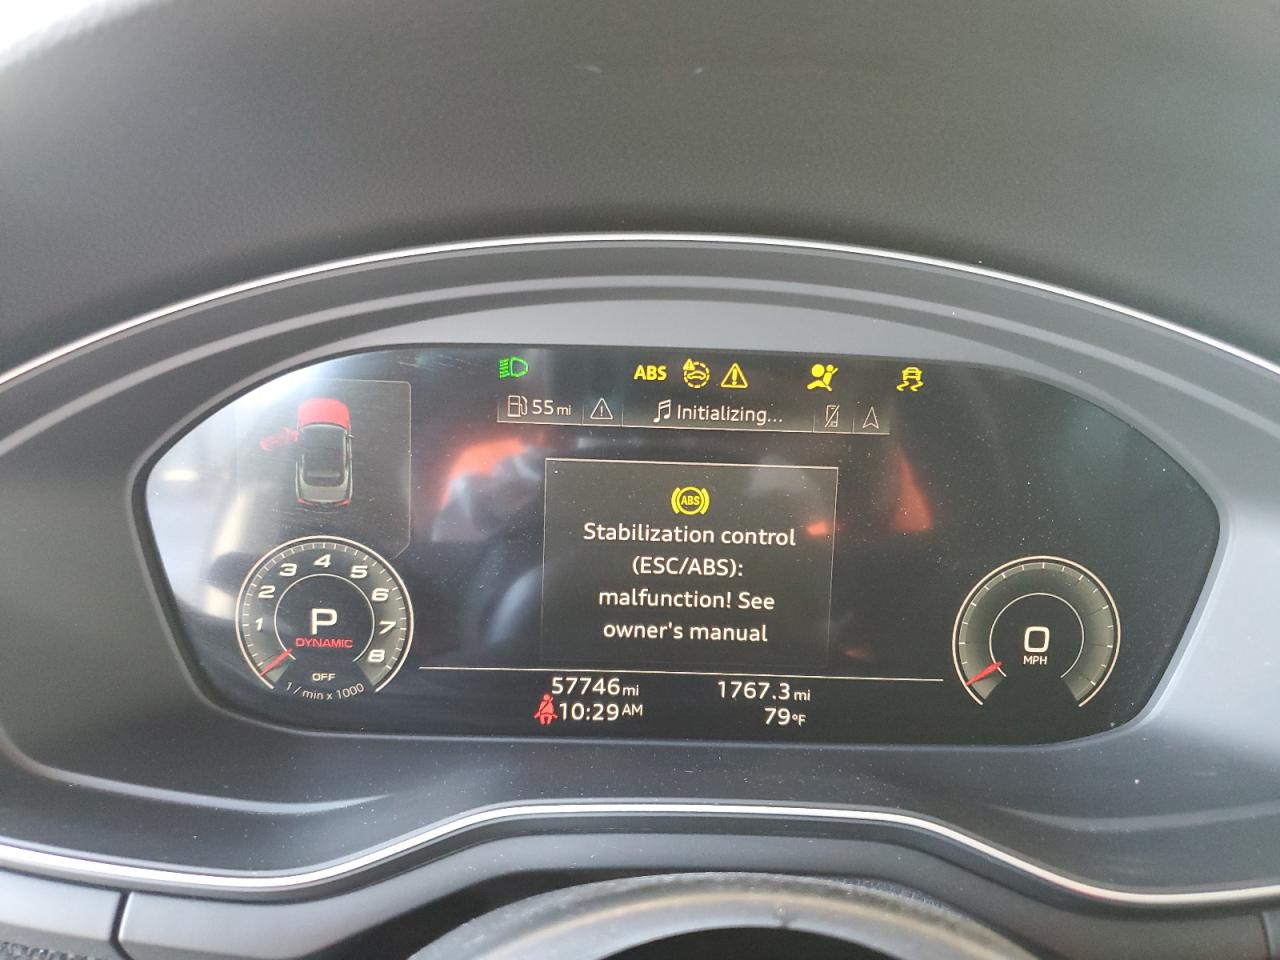 ABS
55 mi
Initializing...
ABS
Stabilization control
(ESC/ABS):
malfunction! See
owner's manual
1 2 3 4 5 6 7 8
P
DYNAMIC
OFF
1 / min x 1000
0
MPH
57746 mi
1767.3 mi
10:29 AM
79°F